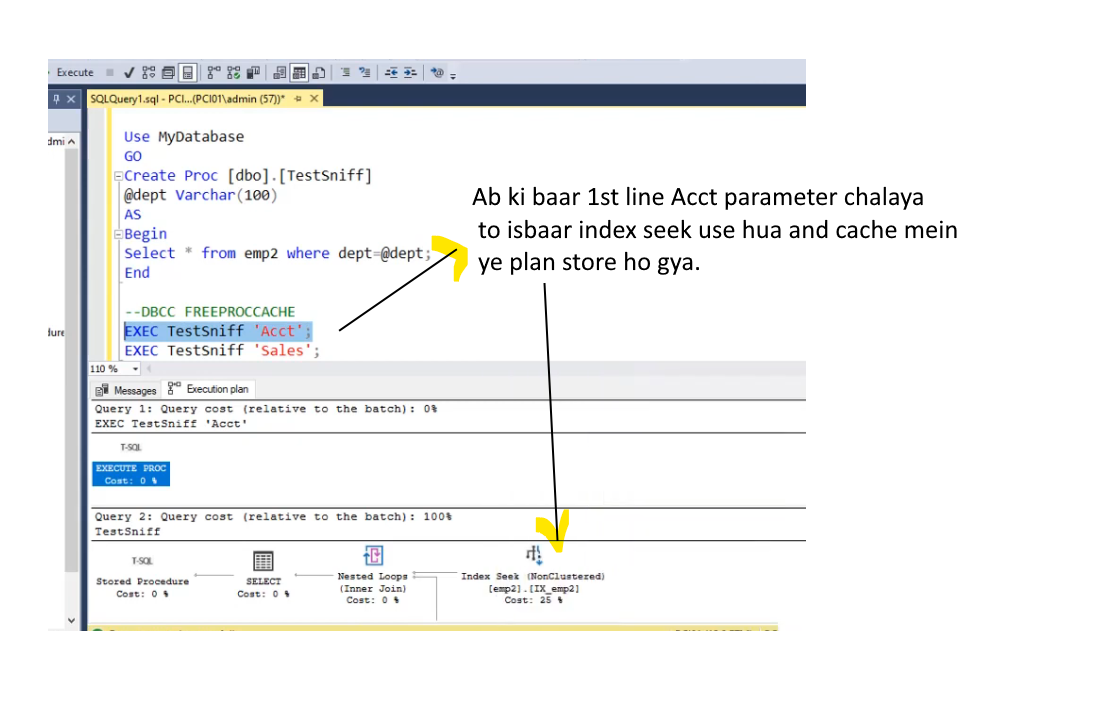 Execute
SQLQuery1.sql - PCI...(PCI01\admin (57))*
dmi
Use MyDatabase
GO
Create Proc [dbo].[TestSniff]
@dept Varchar(100)
AS
Begin
Select * from emp2 where dept=@dept;
End
Ab ki baar 1st line Acct parameter chalaya
to isbaar index seek use hua and cache mein
ye plan store ho gya.
--DBCC FREEPROCCACHE
dure
EXEC TestSniff 'Acct';
EXEC TestSniff 'Sales';
110 %
Messages Execution plan
Query 1: Query cost (relative to the batch): 0%
EXEC TestSniff 'Acct'
T-SQL
EXECUTE PROC
Cost: 0 %
Query 2: Query cost (relative to the batch): 100%
TestSniff
T-SQL
Stored Procedure
Cost: 0 %
SELECT
Cost: 0 %
Nested Loops
(Inner Join)
Cost: 0 %
Index Seek (NonClustered)
[emp2].[IX_emp2]
Cost: 25 %